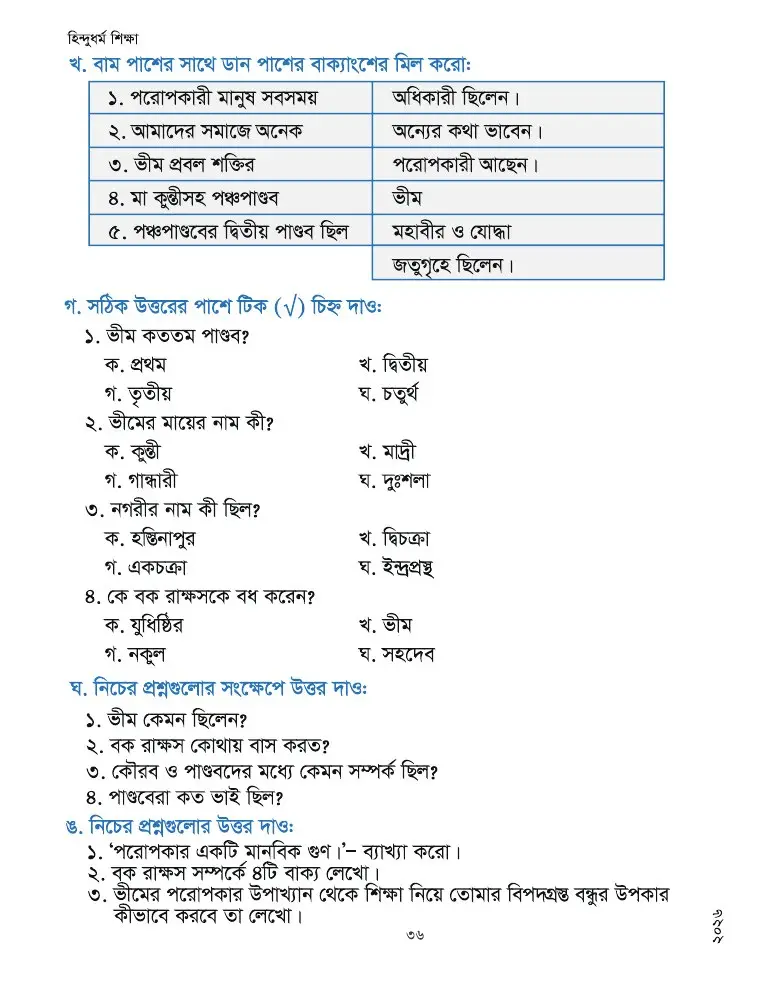 হিন্দুধর্ম শিক্ষা
খ. বাম পাশের সাথে ডান পাশের বাক্যাংশের মিল করো:
১. পরোপকারী মানুষ সবসময় অধিকারী ছিলেন।
২. আমাদের সমাজে অনেক অন্যের কথা ভাবেন।
৩. ভীম প্রবল শক্তির পরোপকারী আছেন।
৪. মা কুন্তীসহ পঞ্চপাণ্ডব ভীম
৫. পঞ্চপাণ্ডবের দ্বিতীয় পাণ্ডব ছিল মহাবীর ও যোদ্ধা
জতুগৃহে ছিলেন।
গ. সঠিক উত্তরের পাশে টিক (√) চিহ্ন দাও:
১. ভীম কততম পাণ্ডব?
ক. প্রথম খ. দ্বিতীয়
গ. তৃতীয় ঘ. চতুর্থ
২. ভীমের মায়ের নাম কী?
ক. কুন্তী খ. মাদ্রী
গ. গান্ধারী ঘ. দুঃশলা
৩. নগরীর নাম কী ছিল?
ক. হস্তিনাপুর খ. দ্বিচক্রা
গ. একচক্রা ঘ. ইন্দ্রপ্রস্থ
৪. কে বক রাক্ষসকে বধ করেন?
ক. যুধিষ্ঠির খ. ভীম
গ. নকুল ঘ. সহদেব
ঘ. নিচের প্রশ্নগুলোর সংক্ষেপে উত্তর দাও:
১. ভীম কেমন ছিলেন?
২. বক রাক্ষস কোথায় বাস করত?
৩. কৌরব ও পাণ্ডবদের মধ্যে কেমন সম্পর্ক ছিল?
৪. পাণ্ডবেরা কত ভাই ছিল?
ঙ. নিচের প্রশ্নগুলোর উত্তর দাও:
১. ‘পরোপকার একটি মানবিক গুণ।’– ব্যাখ্যা করো।
২. বক রাক্ষস সম্পর্কে ৪টি বাক্য লেখো।
৩. ভীমের পরোপকার উপাখ্যান থেকে শিক্ষা নিয়ে তোমার বিপদগ্রস্ত বন্ধুর উপকার
কীভাবে করবে তা লেখো।
৩৬
২০২৬